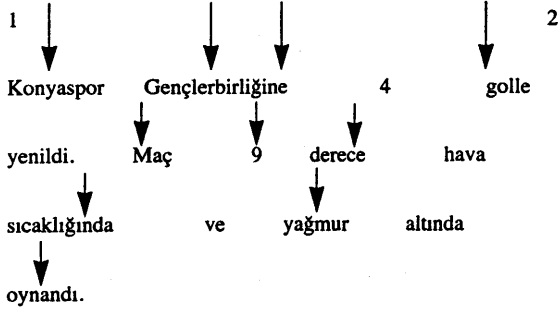 1 2
Konyaspor Gençlerbirliğine 4 golle
yenildi. Maç 9 derece hava
sıcaklığında ve yağmur altında
oynandı.